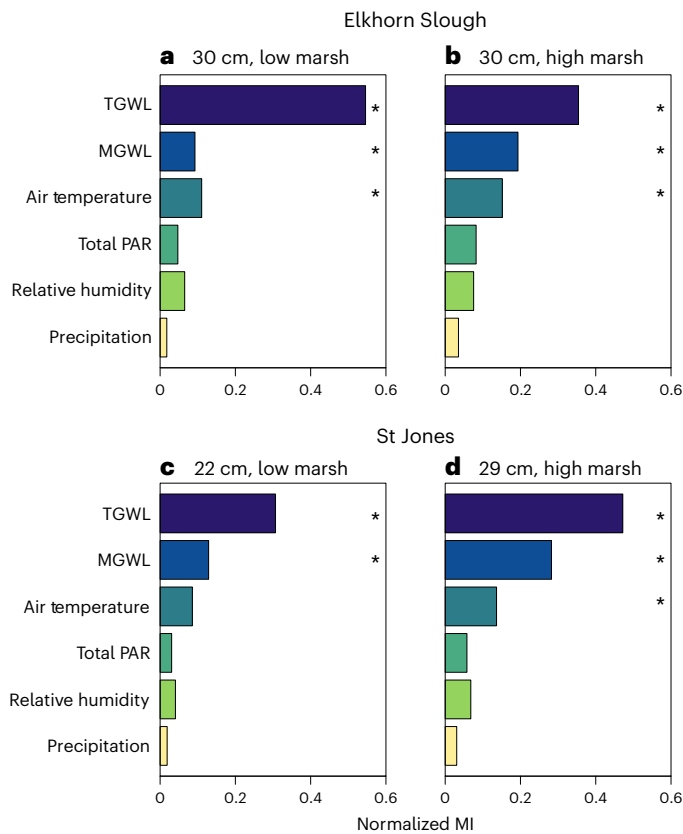 Elkhorn Slough
a 30 cm, low marsh
b 30 cm, high marsh
TGWL * *
MGWL * *
Air temperature * *
Total PAR
Relative humidity
Precipitation
0 0.2 0.4 0.6 0 0.2 0.4 0.6
St Jones
c 22 cm, low marsh
d 29 cm, high marsh
TGWL * *
MGWL * *
Air temperature *
Total PAR
Relative humidity
Precipitation
0 0.2 0.4 0.6 0 0.2 0.4 0.6
Normalized MI